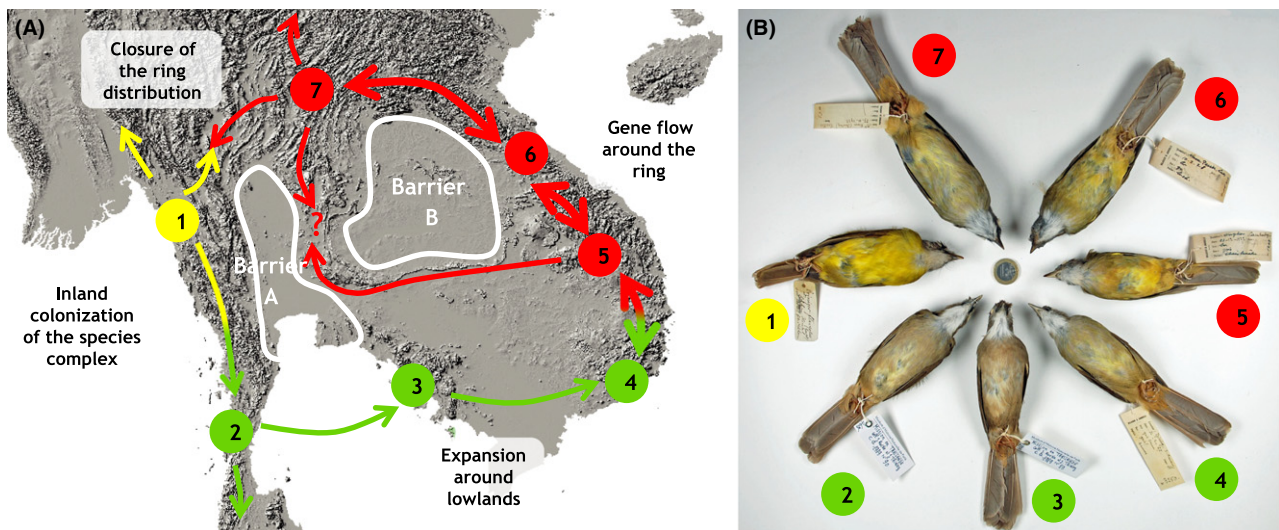 (A)
Closure of
the ring
distribution
7
6
Gene flow
around the
ring
1
Barrier
B
?
5
Barrier
A
Inland
colonization
of the species
complex
2
3
4
Expansion
around
lowlands
(B)
7
6
1
5
2
3
4